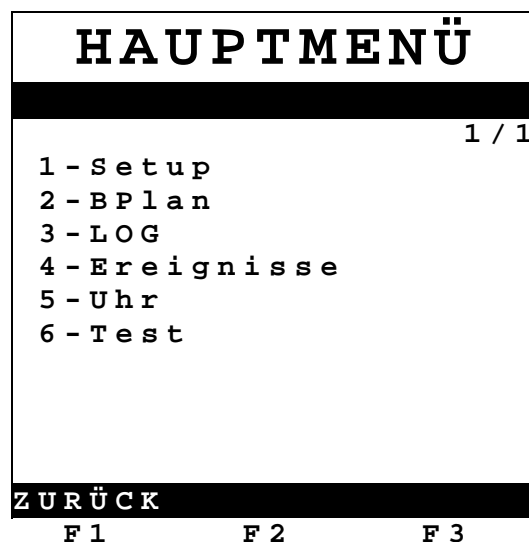 HAUPTMENÜ
1/1
1-Setup
2-BPlan
3-LOG
4-Ereignisse
5-Uhr
6-Test
ZURÜCK
F1 F2 F3